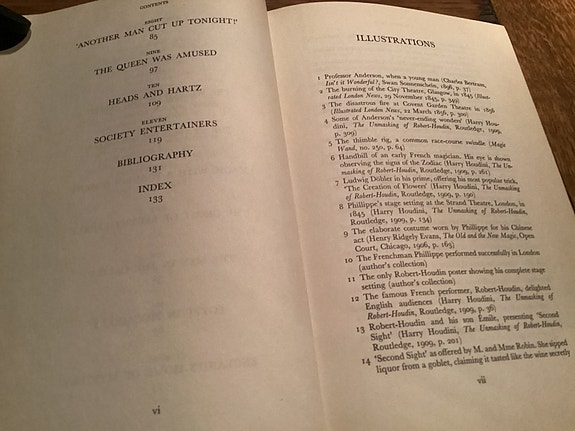 CONTENTS
EIGHT
'ANOTHER MAN CUT UP TONIGHT!'
85
NINE
THE QUEEN WAS AMUSED
97
TEN
HEADS AND HARTZ
109
ELEVEN
SOCIETY ENTERTAINERS
119
BIBLIOGRAPHY
131
INDEX
133
vi
ILLUSTRATIONS
1 Professor Anderson, when a young man (Charles Bertram,
Isn't it Wonderful?, Swan Sonnenschein, 1896, p. 37)
2 The burning of the City Theatre, Glasgow, in 1845 (Illust-
rated London News, 29 November 1845, p. 349)
3 The disastrous fire at Covent Garden Theatre in 1856
(Illustrated London News, 22 March 1856, p. 300)
4 Some of Anderson's 'never-ending wonders' (Harry Hou-
dini, The Unmasking of Robert-Houdin, Routledge, 1909,
p. 309)
5 The thimble rig, a common race-course swindle (Magic
Wand, no. 250, p. 64)
6 Handbill of an early French magician. His eye is shown
observing the signs of the Zodiac (Harry Houdini, The Un-
masking of Robert-Houdin, Routledge, 1909, p. 161)
7 Ludwig Döbler in his prime, offering his most popular trick,
'The Creation of Flowers' (Harry Houdini, The Unmasking
of Robert-Houdin, Routledge, 1909, p. 190)
8 Phillippe's stage setting at the Strand Theatre, London, in
1845 (Harry Houdini, The Unmasking of Robert-Houdin,
Routledge, 1909, p. 134)
9 The elaborate costume worn by Phillippe for his Chinese
act (Henry Ridgely Evans, The Old and the New Magic, Open
Court, Chicago, 1906, p. 163)
10 The Frenchman Phillippe performed successfully in London
(author's collection)
11 The only Robert-Houdin poster showing his complete stage
setting (author's collection)
12 The famous French performer, Robert-Houdin, delighted
English audiences (Harry Houdini, The Unmasking of
Robert-Houdin, Routledge, 1909, p. 36)
13 Robert-Houdin and his son Émile, presenting 'Second
Sight' (Harry Houdini, The Unmasking of Robert-Houdin,
Routledge, 1909, p. 201)
14 'Second Sight' as offered by M. and Mme Robin. She sipped
liquor from a goblet, claiming it tasted like the wine secretly
vii